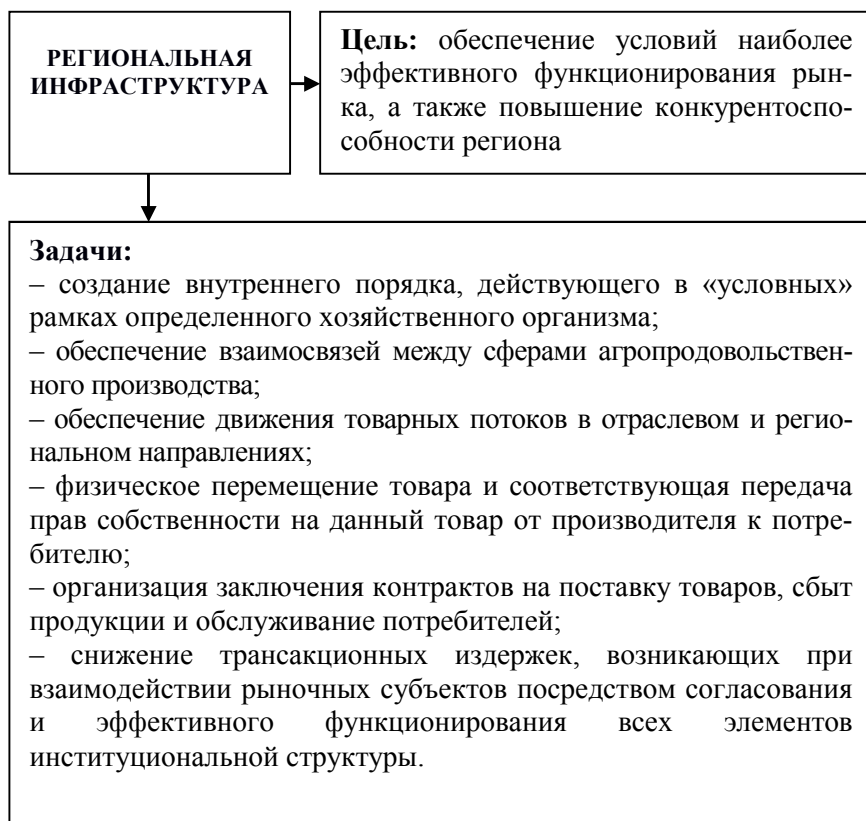 РЕГИОНАЛЬНАЯ
ИНФРАСТРУКТУРА
Цель: обеспечение условий наиболее
эффективного функционирования рын-
ка, а также повышение конкурентоспо-
собности региона
Задачи:
– создание внутреннего порядка, действующего в «условных»
рамках определенного хозяйственного организма;
– обеспечение взаимосвязей между сферами агропродовольствен-
ного производства;
– обеспечение движения товарных потоков в отраслевом и регио-
нальном направлениях;
– физическое перемещение товара и соответствующая передача
прав собственности на данный товар от производителя к потре-
бителю;
– организация заключения контрактов на поставку товаров, сбыт
продукции и обслуживание потребителей;
– снижение трансакционных издержек, возникающих при
взаимодействии рыночных субъектов посредством согласования
и эффективного функционирования всех элементов
институциональной структуры.